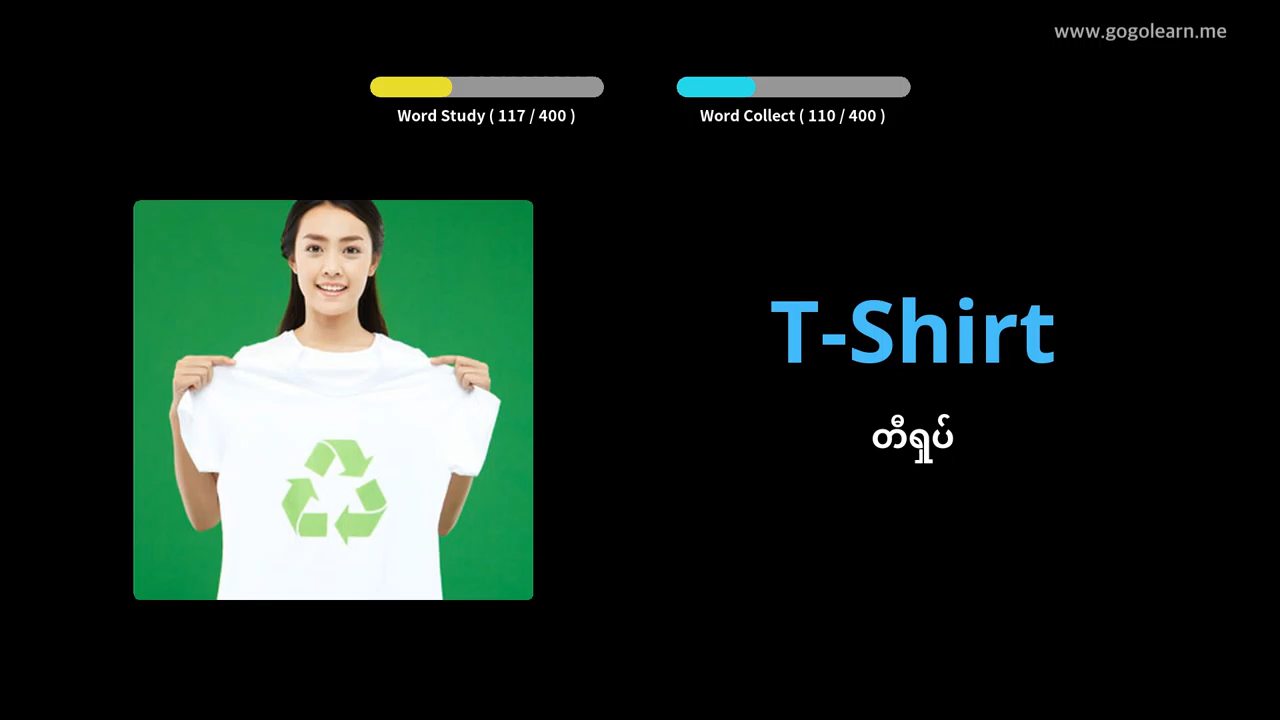 www.gogolearn.me
Word Study ( 117 / 400 )
Word Collect ( 110 / 400 )
T-Shirt
တီရှပ်